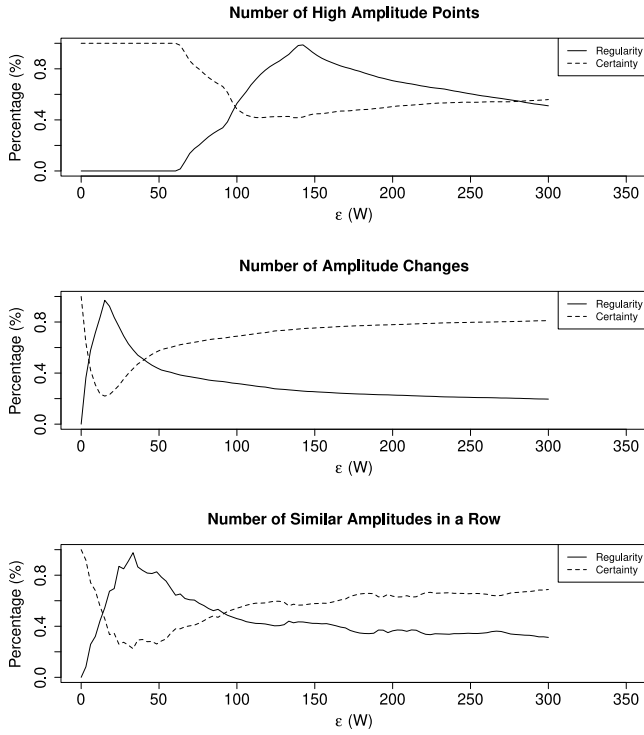 Number of High Amplitude Points
Percentage (%)
0.0 0.4 0.8
Regularity
Certainty
0 50 100 150 200 250 300 350
ε (W)
Number of Amplitude Changes
Percentage (%)
0.0 0.4 0.8
Regularity
Certainty
0 50 100 150 200 250 300 350
ε (W)
Number of Similar Amplitudes in a Row
Percentage (%)
0.0 0.4 0.8
Regularity
Certainty
0 50 100 150 200 250 300 350
ε (W)